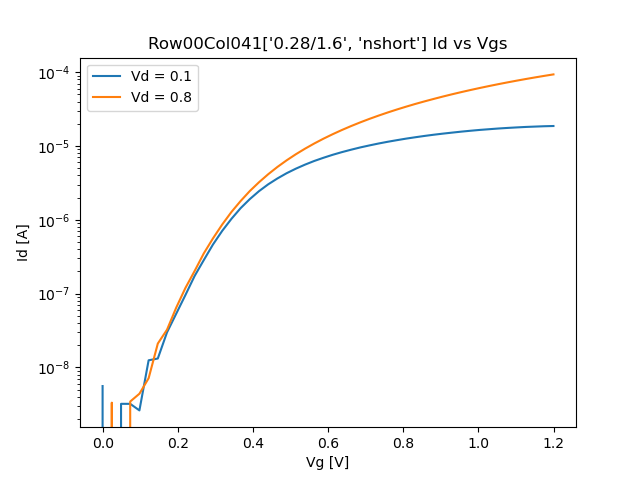 Row00Col041['0.28/1.6', 'nshort'] Id vs Vgs
Vd = 0.1
Vd = 0.8
10⁻⁴
10⁻⁵
10⁻⁶
10⁻⁷
10⁻⁸
Id [A]
0.0 0.2 0.4 0.6 0.8 1.0 1.2
Vg [V]